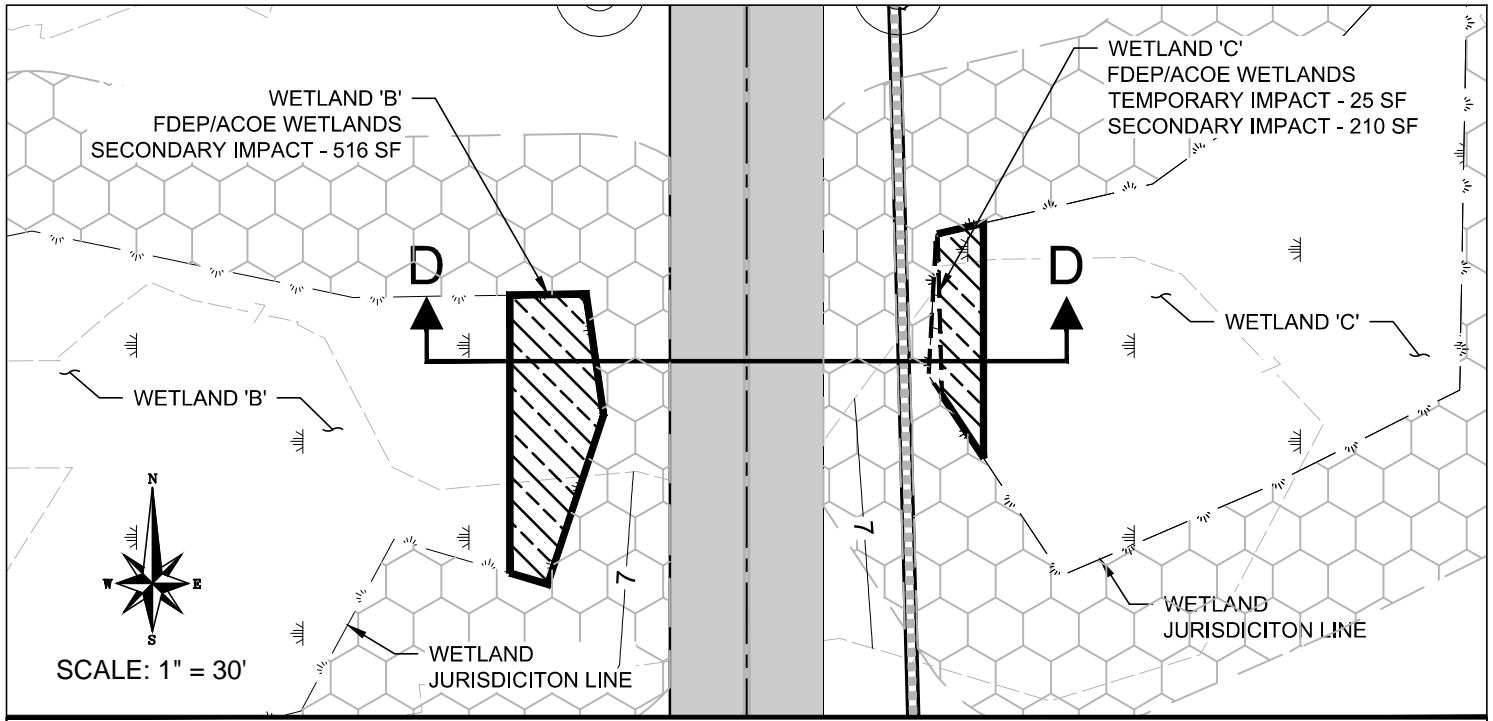 WETLAND 'B'
FDEP/ACOE WETLANDS
SECONDARY IMPACT - 516 SF
WETLAND 'C'
FDEP/ACOE WETLANDS
TEMPORARY IMPACT - 25 SF
SECONDARY IMPACT - 210 SF
D
D
WETLAND 'C'
WETLAND 'B'
7
7
N
W
E
S
SCALE: 1" = 30'
WETLAND
JURISDICITON LINE
WETLAND
JURISDICITON LINE